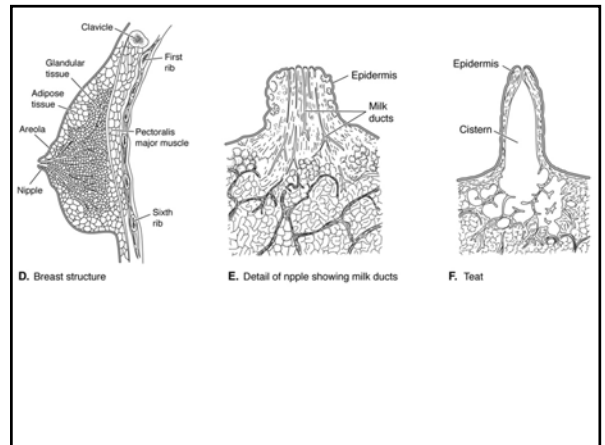 Clavicle
First
rib
Glandular
tissue
Adipose
tissue
Areola
Pectoralis
major muscle
Nipple
Sixth
rib
D. Breast structure
Epidermis
Milk
ducts
E. Detail of npple showing milk ducts
Epidermis
Cistern
F. Teat